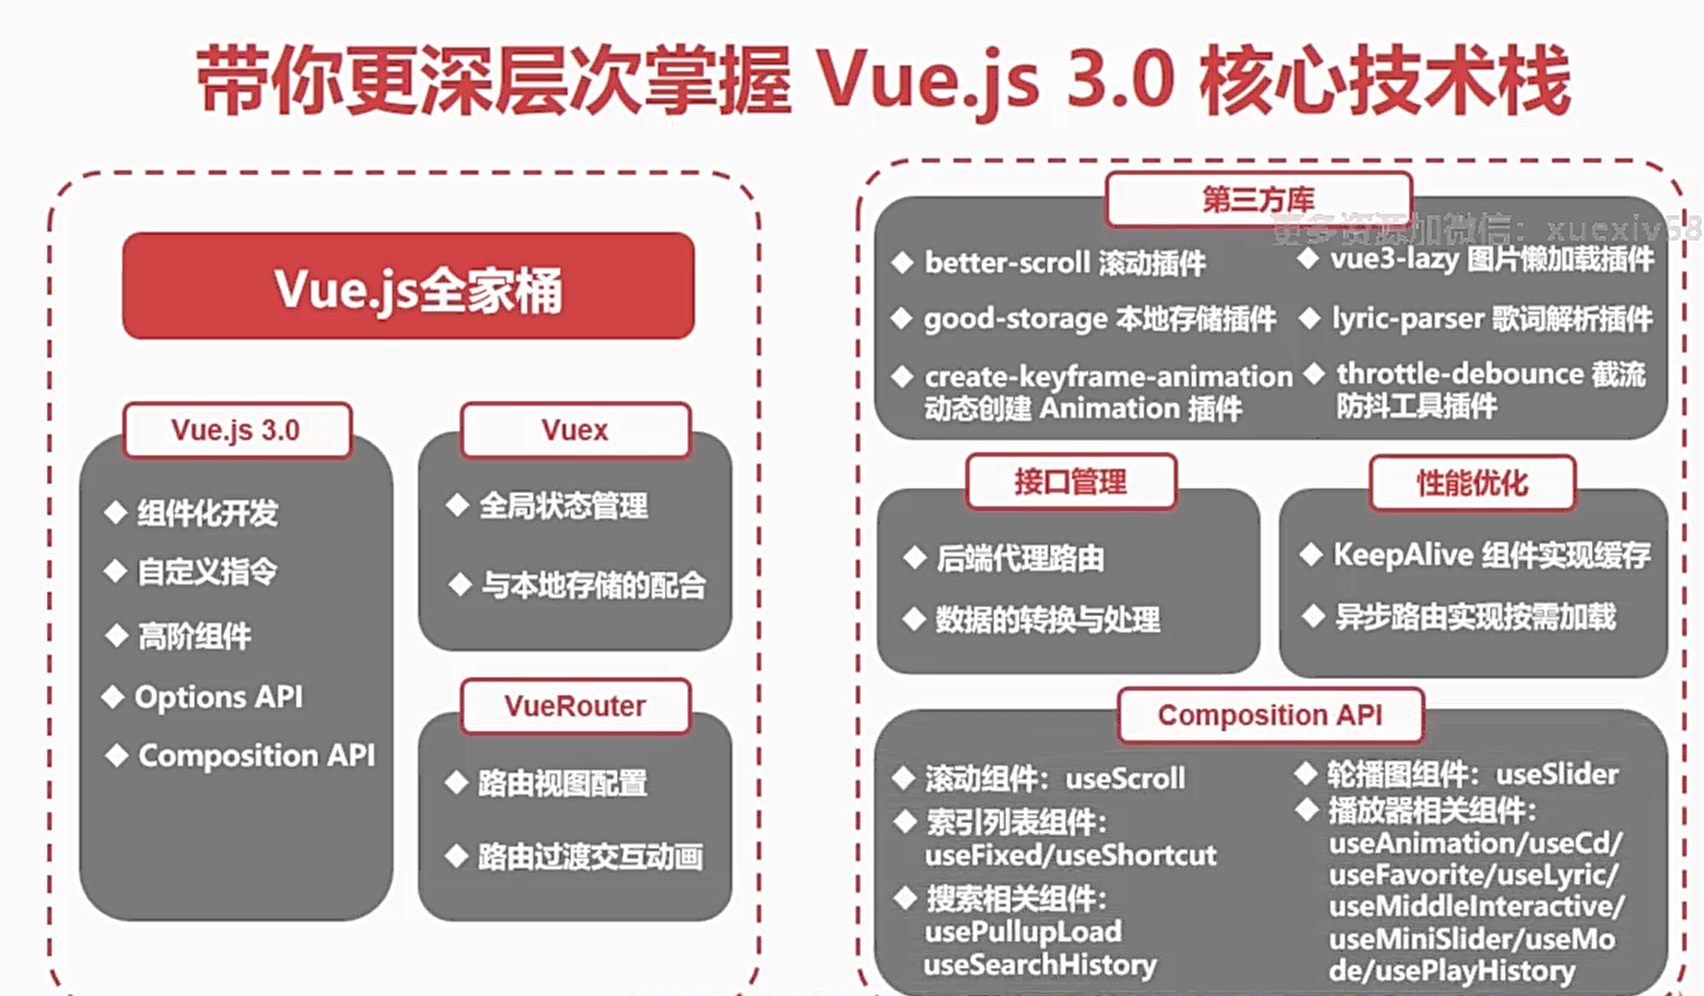 带你更深层次掌握 Vue.js 3.0 核心技术栈
Vue.js全家桶
Vue.js 3.0
◆ 组件化开发
◆ 自定义指令
◆ 高阶组件
◆ Options API
◆ Composition API
Vuex
◆ 全局状态管理
◆ 与本地存储的配合
VueRouter
◆ 路由视图配置
◆ 路由过渡交互动画
第三方库
更多资源加微信：xuexiv68
◆ better-scroll 滚动插件
◆ good-storage 本地存储插件
◆ create-keyframe-animation
动态创建 Animation 插件
◆ vue3-lazy 图片懒加载插件
◆ lyric-parser 歌词解析插件
◆ throttle-debounce 截流
防抖工具插件
接口管理
◆ 后端代理路由
◆ 数据的转换与处理
性能优化
◆ KeepAlive 组件实现缓存
◆ 异步路由实现按需加载
Composition API
◆ 滚动组件：useScroll
◆ 索引列表组件：
useFixed/useShortcut
◆ 搜索相关组件：
usePullupLoad
useSearchHistory
◆ 轮播图组件：useSlider
◆ 播放器相关组件：
useAnimation/useCd/
useFavorite/useLyric/
useMiddleInteractive/
useMiniSlider/useMo
de/usePlayHistory